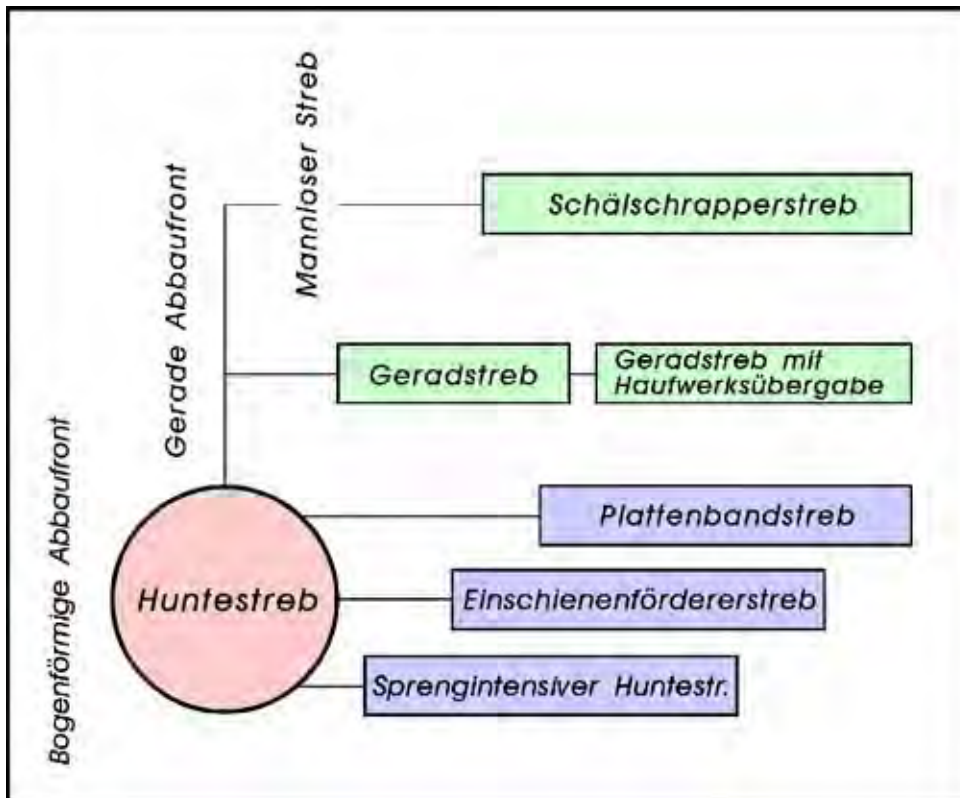 Mannloser Streb
Gerade Abbaufront
Bogenförmige Abbaufront
Schälschrapperstreb
Geradstreb
Geradstreb mit
Haufwerksübergabe
Plattenbandstreb
Huntestreb
Einschienenfördererstreb
Sprengintensiver Huntestr.